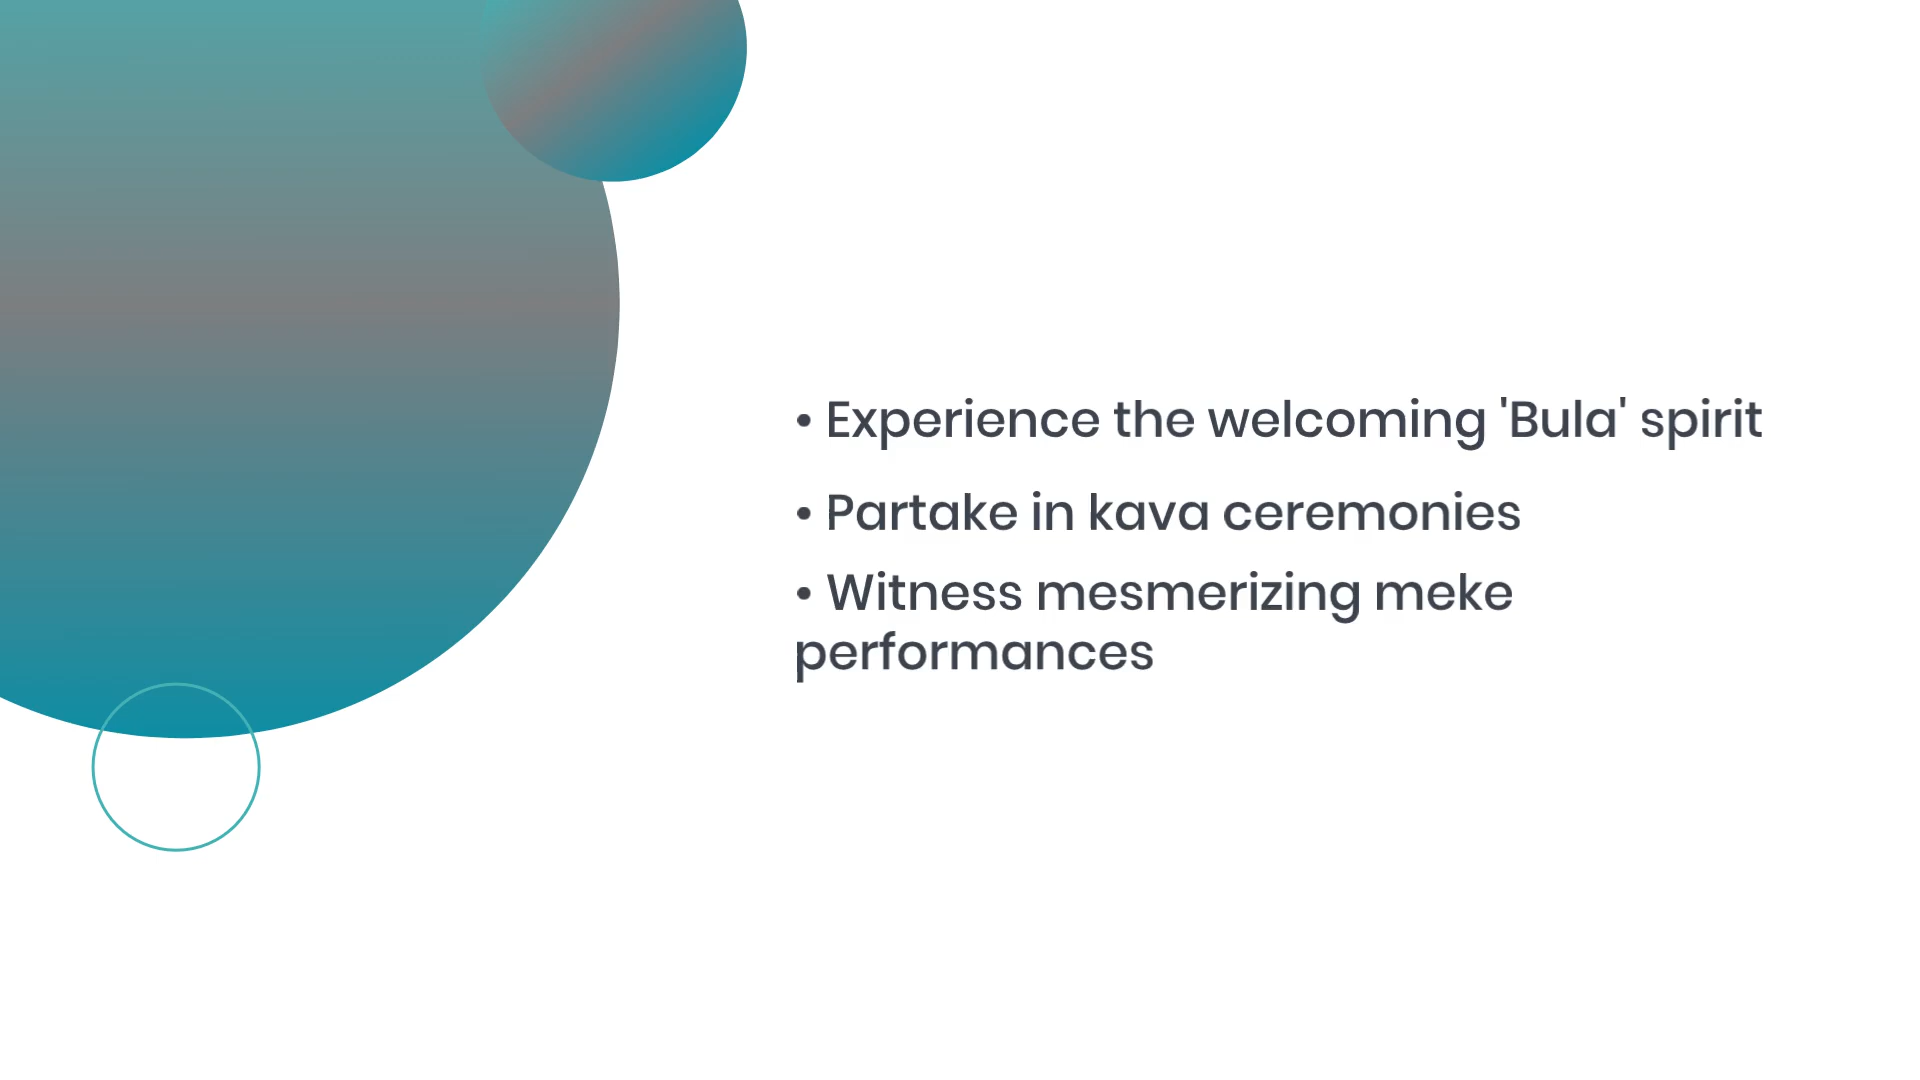 • Experience the welcoming 'Bula' spirit
• Partake in kava ceremonies
• Witness mesmerizing meke
performances